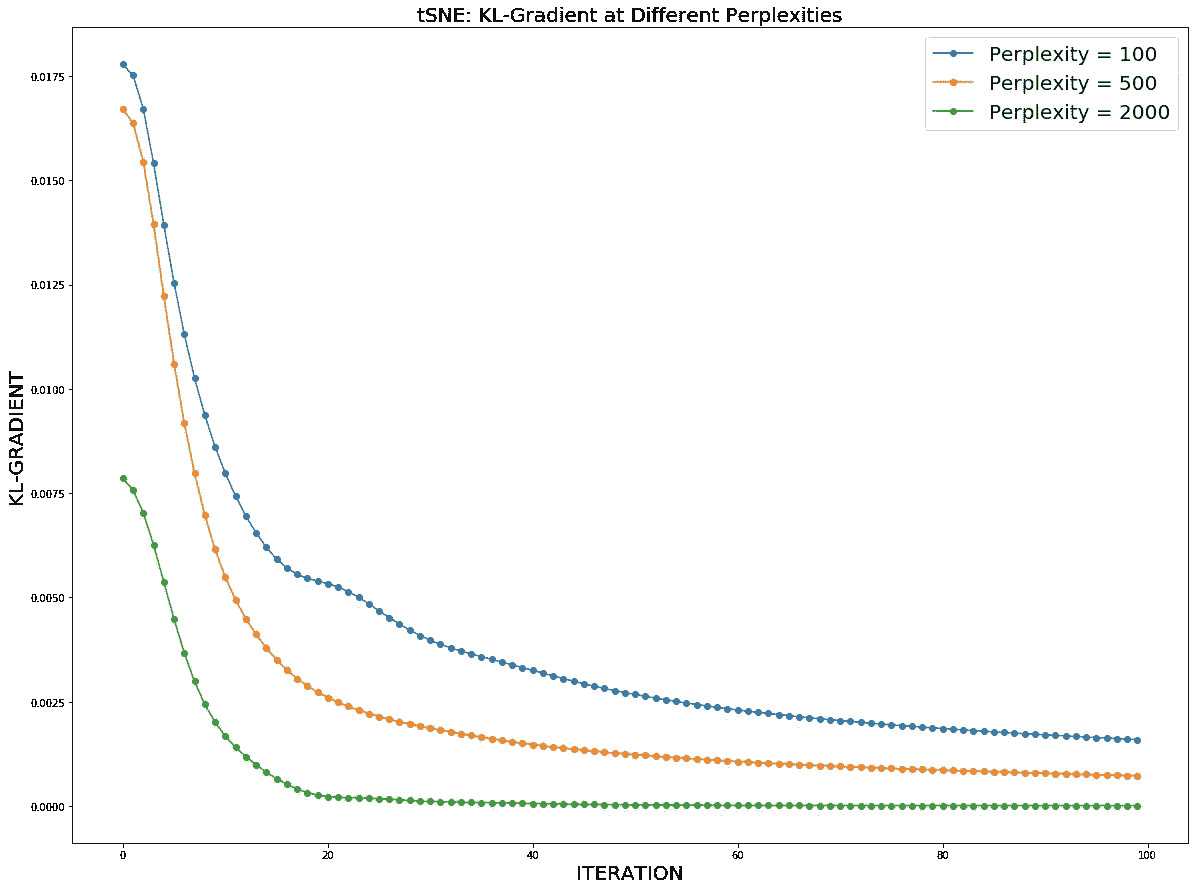 tSNE: KL-Gradient at Different Perplexities
Perplexity = 100
Perplexity = 500
Perplexity = 2000
KL-GRADIENT
0.0175
0.0150
0.0125
0.0100
0.0075
0.0050
0.0025
0.0000
0 20 40 60 80 100
ITERATION